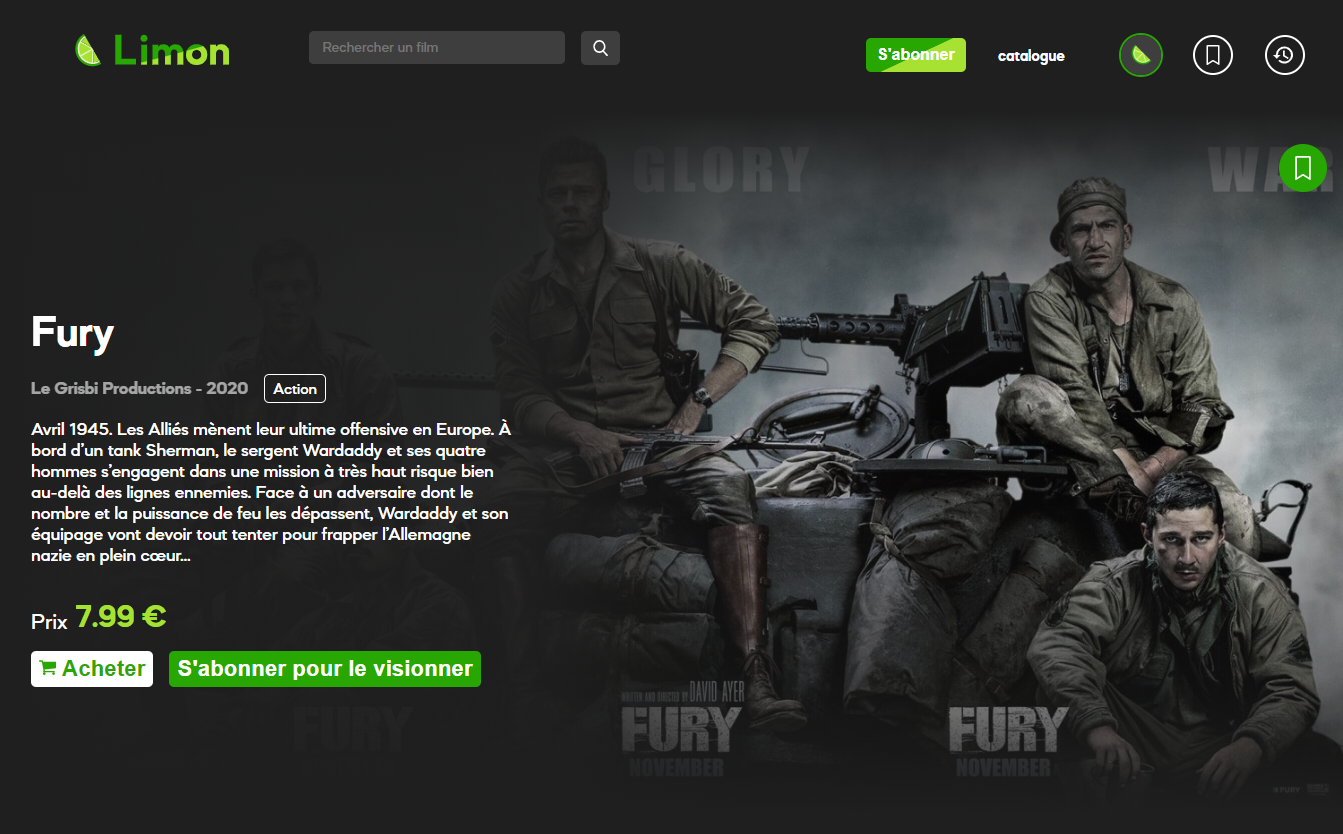 Limon
Rechercher un film
S'abonner
catalogue
GLORY
WAR
Fury
Le Grisbi Productions - 2020
Action
Avril 1945. Les Alliés mènent leur ultime offensive en Europe. À
bord d’un tank Sherman, le sergent Wardaddy et ses quatre
hommes s’engagent dans une mission à très haut risque bien
au-delà des lignes ennemies. Face à un adversaire dont le
nombre et la puissance de feu les dépassent, Wardaddy et son
équipage vont devoir tout tenter pour frapper l’Allemagne
nazie en plein cœur...
Prix 7.99 €
Acheter
S'abonner pour le visionner
WRITTEN AND DIRECTED BY DAVID AYER
FURY
FURY
FURY
NOVEMBER
NOVEMBER
#FURY